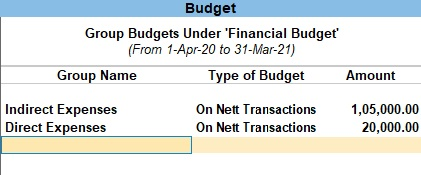 Budget
Group Budgets Under 'Financial Budget'
(From 1-Apr-20 to 31-Mar-21)
Group Name Type of Budget Amount
Indirect Expenses On Nett Transactions 1,05,000.00
Direct Expenses On Nett Transactions 20,000.00